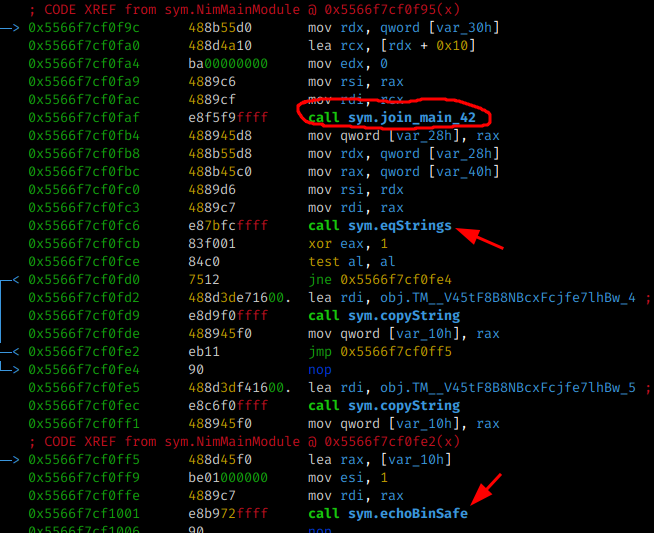 ; CODE XREF from sym.NimMainModule @ 0x5566f7cf0f95(x)
0x5566f7cf0f9c 488b55d0 mov rdx, qword [var_30h]
0x5566f7cf0fa0 488d4a10 lea rcx, [rdx + 0x10]
0x5566f7cf0fa4 ba00000000 mov edx, 0
0x5566f7cf0fa9 4889c6 mov rsi, rax
0x5566f7cf0fac 4889cf mov rdi, rcx
0x5566f7cf0faf e8f5f9ffff call sym.join_main_42
0x5566f7cf0fb4 488945d8 mov qword [var_28h], rax
0x5566f7cf0fb8 488b55d8 mov rdx, qword [var_28h]
0x5566f7cf0fbc 488b45c0 mov rax, qword [var_40h]
0x5566f7cf0fc0 4889d6 mov rsi, rdx
0x5566f7cf0fc3 4889c7 mov rdi, rax
0x5566f7cf0fc6 e87bfcffff call sym.eqStrings
0x5566f7cf0fcb 83f001 xor eax, 1
0x5566f7cf0fce 84c0 test al, al
0x5566f7cf0fd0 7512 jne 0x5566f7cf0fe4
0x5566f7cf0fd2 488d3de71600. lea rdi, obj.TM__V45tF8B8NBcxFcjfe7lhBw_4 ;
0x5566f7cf0fd9 e8d9f0ffff call sym.copyString
0x5566f7cf0fde 488945f0 mov qword [var_10h], rax
0x5566f7cf0fe2 eb11 jmp 0x5566f7cf0ff5
0x5566f7cf0fe4 90 nop
0x5566f7cf0fe5 488d3df41600. lea rdi, obj.TM__V45tF8B8NBcxFcjfe7lhBw_5 ;
0x5566f7cf0fec e8c6f0ffff call sym.copyString
0x5566f7cf0ff1 488945f0 mov qword [var_10h], rax
; CODE XREF from sym.NimMainModule @ 0x5566f7cf0fe2(x)
0x5566f7cf0ff5 488d45f0 lea rax, [var_10h]
0x5566f7cf0ff9 be01000000 mov esi, 1
0x5566f7cf0ffe 4889c7 mov rdi, rax
0x5566f7cf1001 e8b972ffff call sym.echoBinSafe
0x5566f7cf1006 90 nop